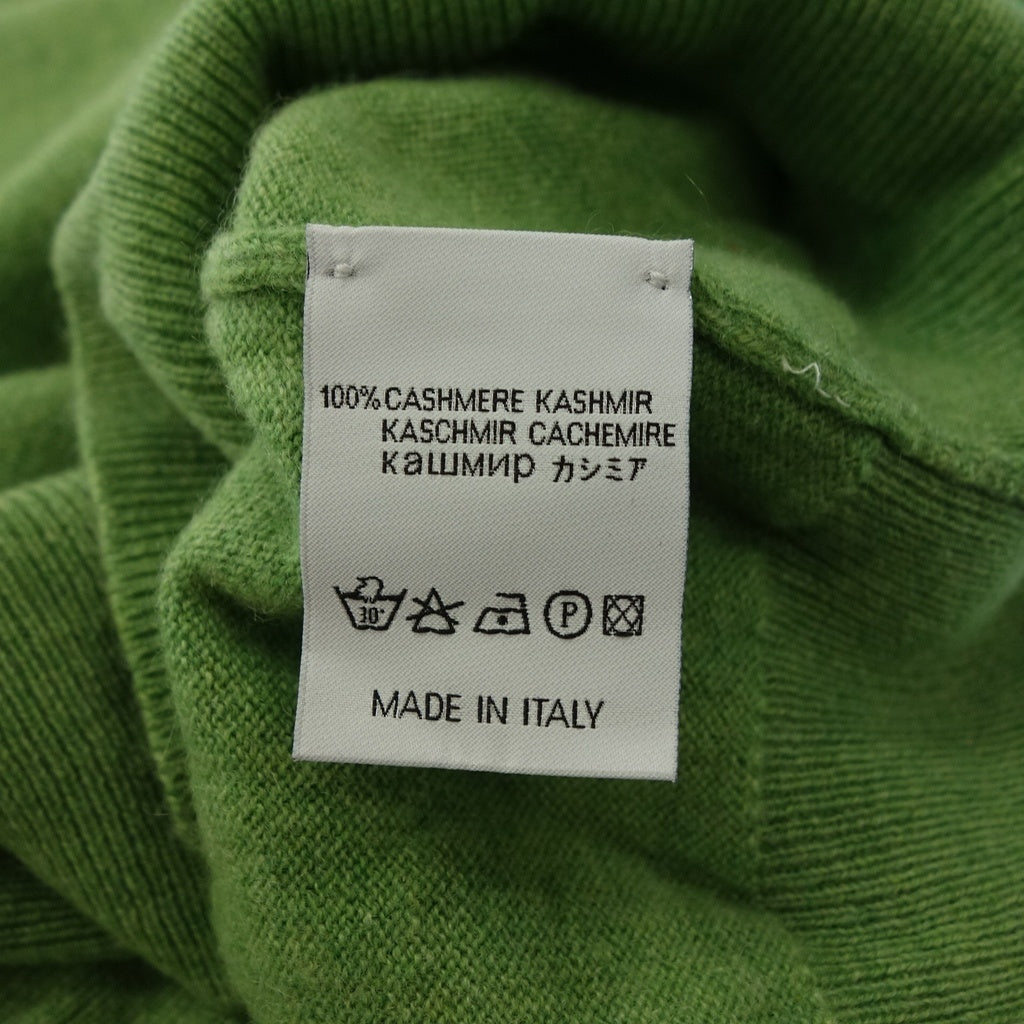 100% CASHMERE KASHMIR
KASCHMIR CACHEMIRE
кашмир カシミア
30°
P
MADE IN ITALY